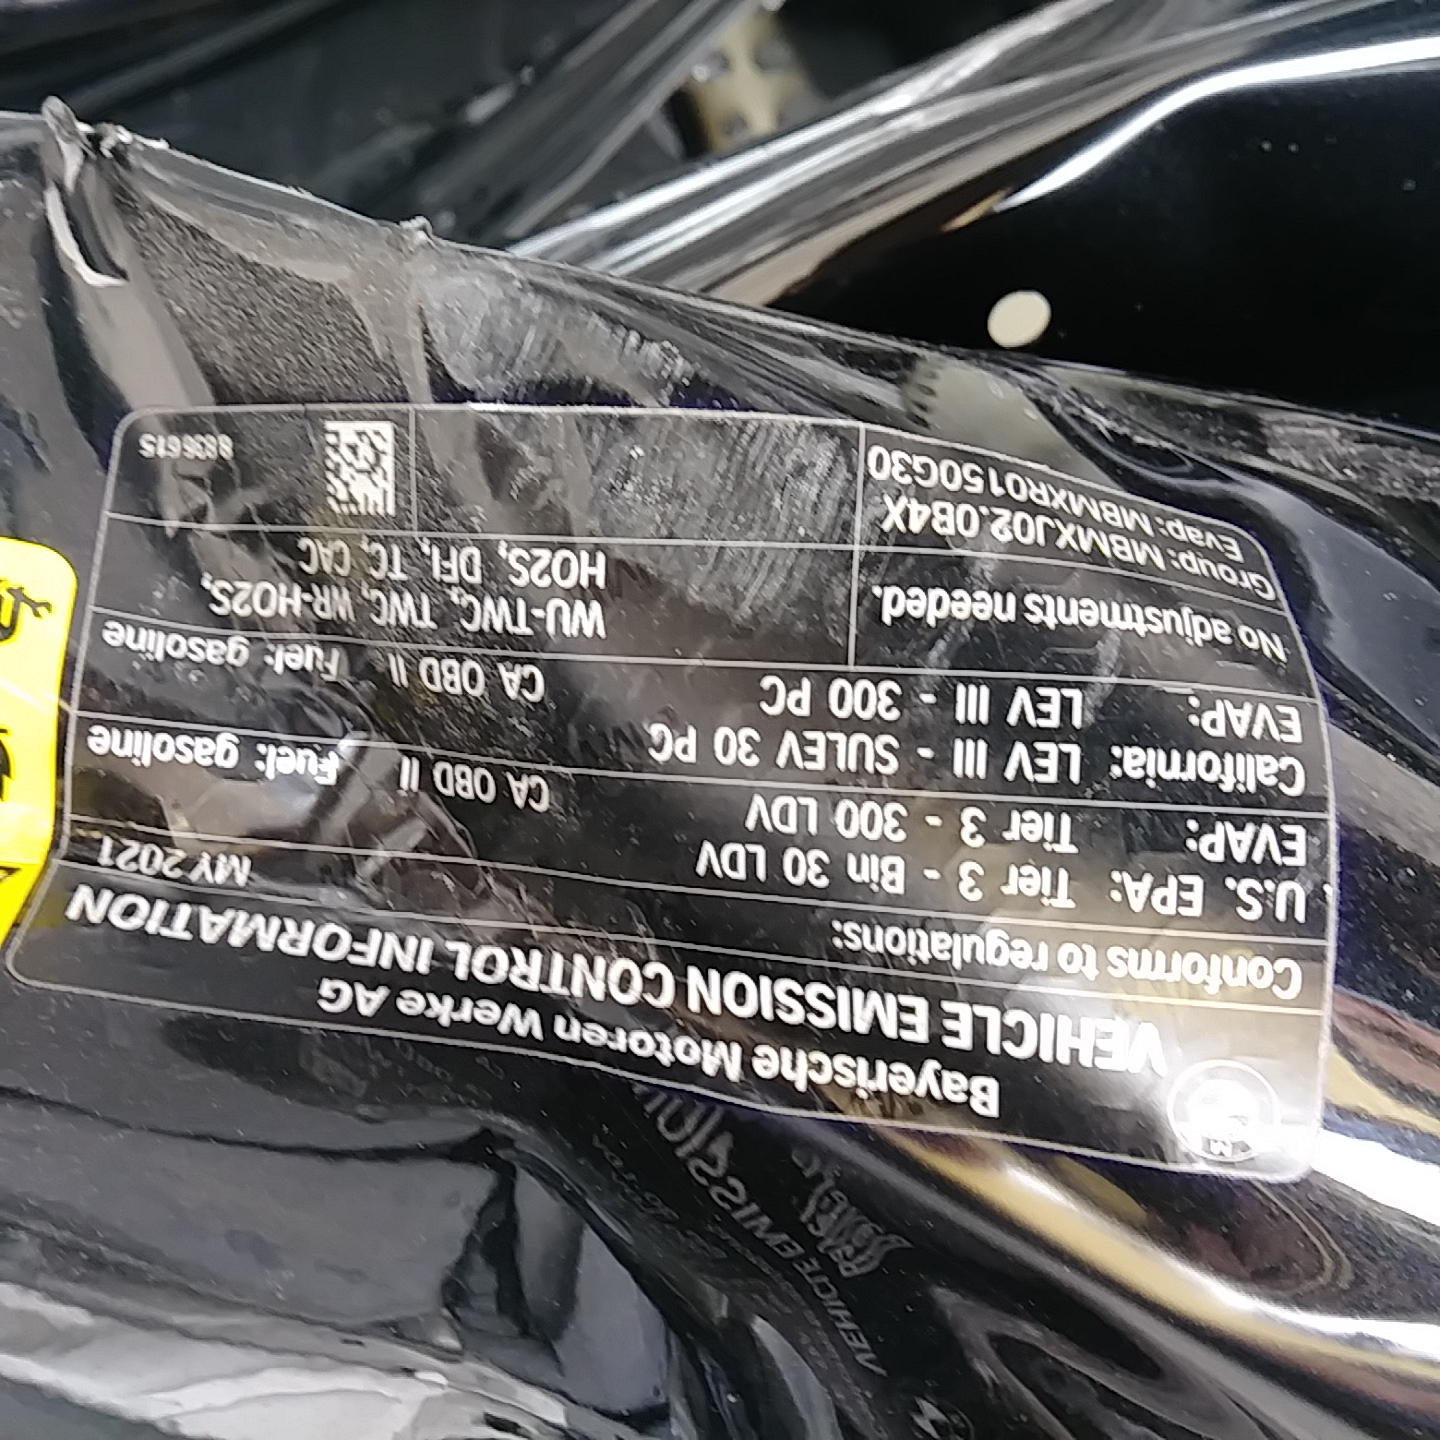 Bayerische Motoren Werke AG
VEHICLE EMISSION CONTROL INFORMATION
Conforms to regulations: MY 2021
U.S. EPA: Tier 3 - Bin 30 LDV CA OBD II Fuel: gasoline
EVAP: Tier 3 - 300 LDV
California: LEV III - SULEV 30 PC CA OBD II Fuel: gasoline
EVAP: LEV III - 300 PC
No adjustments needed.
WU-TWC, TWC, WR-HO2S,
HO2S, DFI, TC, CAC
Group: MBMXJ02.0B4X
Evap: MBMXR0150G30